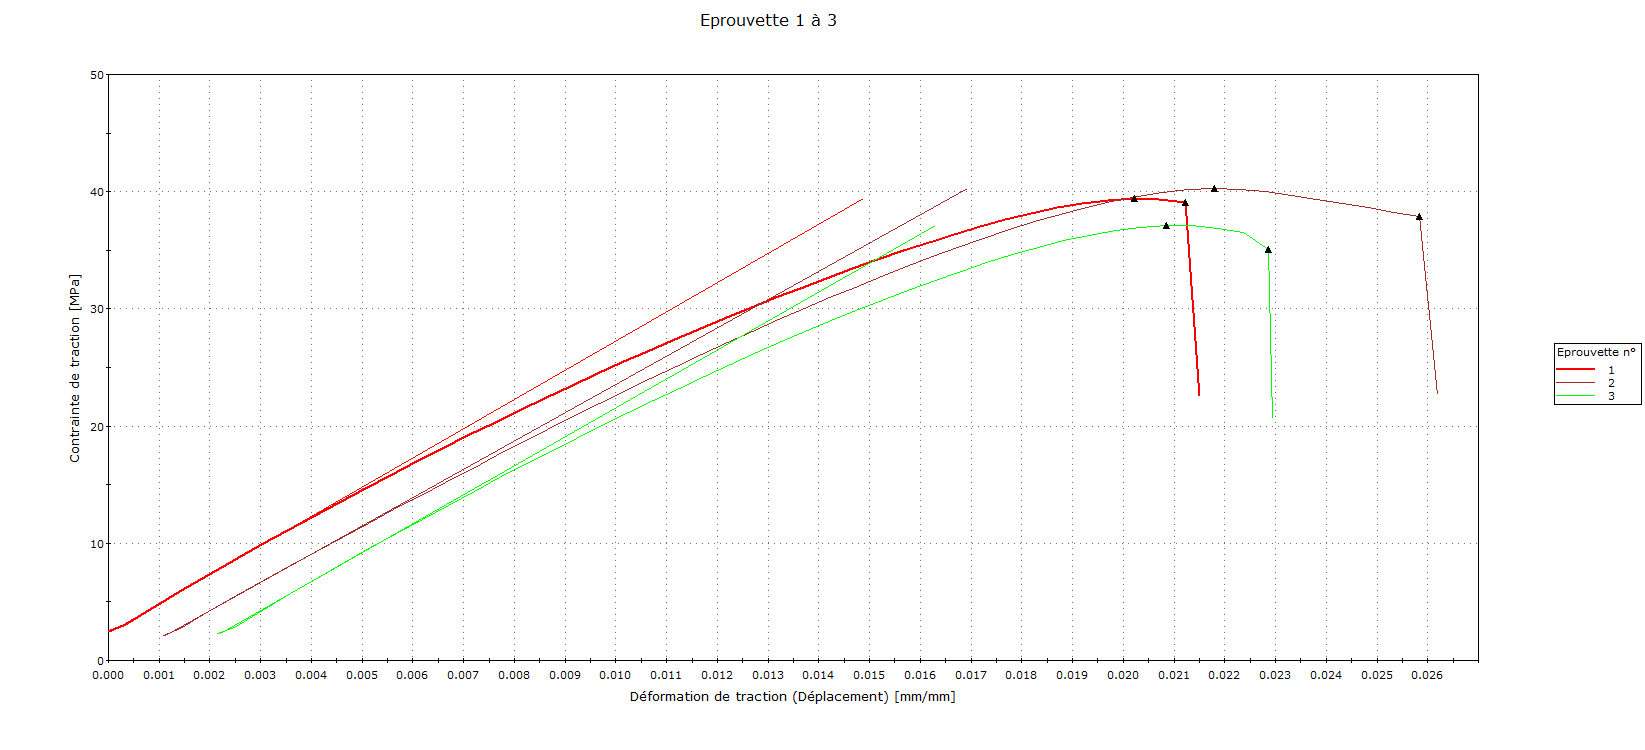 Eprouvette 1 à 3
50
40
30
20
10
0
Contrainte de traction [MPa]
0.000 0.001 0.002 0.003 0.004 0.005 0.006 0.007 0.008 0.009 0.010 0.011 0.012 0.013 0.014 0.015 0.016 0.017 0.018 0.019 0.020 0.021 0.022 0.023 0.024 0.025 0.026
Déformation de traction (Déplacement) [mm/mm]
Eprouvette n°
1
2
3